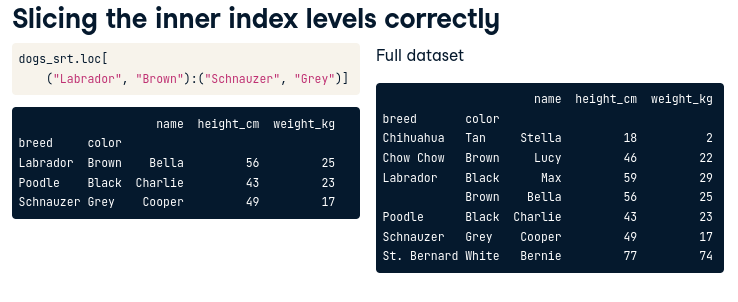 Slicing the inner index levels correctly
dogs_srt.loc[
("Labrador", "Brown"):("Schnauzer", "Grey")]
name height_cm weight_kg
breed color
Labrador Brown Bella 56 25
Poodle Black Charlie 43 23
Schnauzer Grey Cooper 49 17
Full dataset
name height_cm weight_kg
breed color
Chihuahua Tan Stella 18 2
Chow Chow Brown Lucy 46 22
Labrador Black Max 59 29
Brown Bella 56 25
Poodle Black Charlie 43 23
Schnauzer Grey Cooper 49 17
St. Bernard White Bernie 77 74